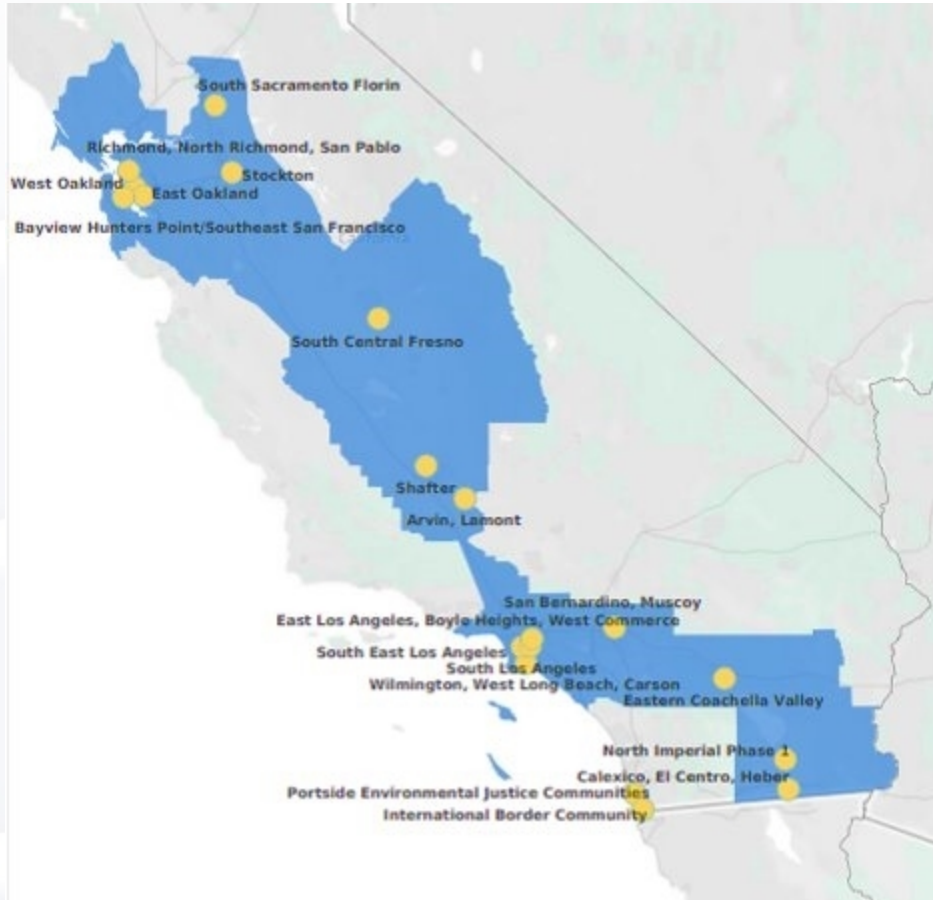 South Sacramento Florin
Richmond, North Richmond, San Pablo
Stockton
West Oakland
East Oakland
Bayview Hunters Point/Southeast San Francisco
South Central Fresno
Shafter
Arvin, Lamont
San Bernardino, Muscoy
East Los Angeles, Boyle Heights, West Commerce
South East Los Angeles
South Los Angeles
Wilmington, West Long Beach, Carson
Eastern Coachella Valley
North Imperial Phase 1
Calexico, El Centro, Heber
Portside Environmental Justice Communities
International Border Community